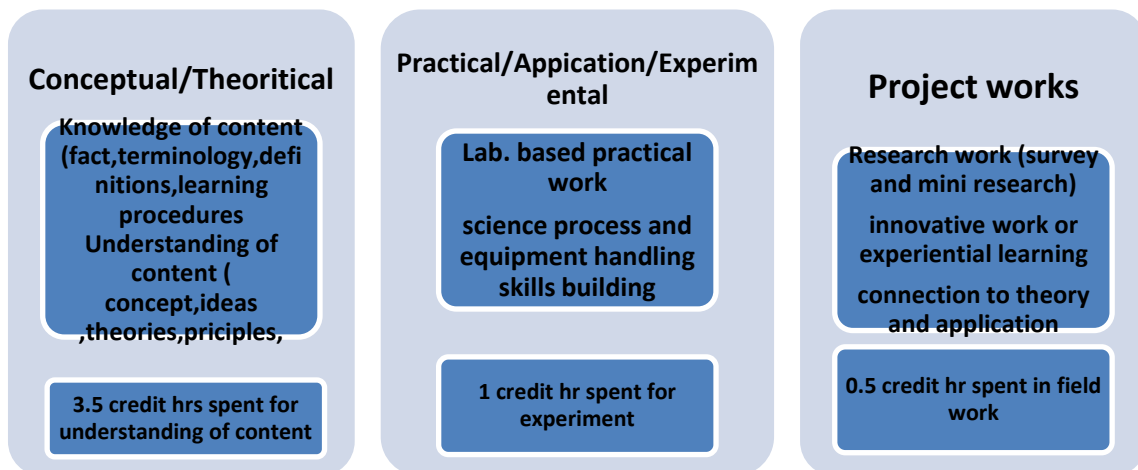 Conceptual/Theoritical
Knowledge of content
(fact,terminology,defi
nitions,learning
procedures
Understanding of
content (
concept,ideas
,theories,priciples,
3.5 credit hrs spent for
understanding of content
Practical/Appication/Experim
ental
Lab. based practical
work
science process and
equipment handling
skills building
1 credit hr spent for
experiment
Project works
Research work (survey
and mini research)
innovative work or
experiential learning
connection to theory
and application
0.5 credit hr spent in field
work